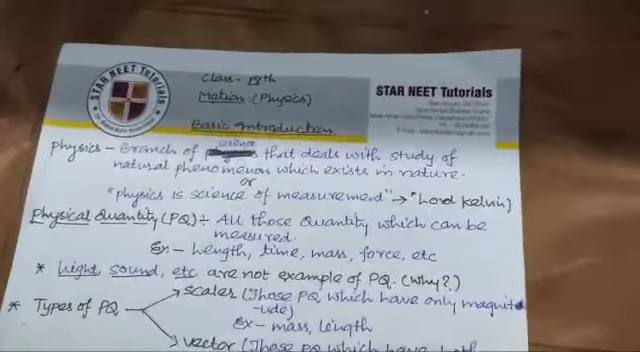 STAR NEET Tutorials
Class- 9th
Motion (Physics)
Basic Introduction
STAR NEET Tutorials
Physics - Branch of science that deals with study of
natural phenomenon which exists in nature.
or
"Physics is science of measurement" → "Lord Kelvin)
Physical Quantity (PQ) ÷ All those Quantity which can be
measured.
Ex - Length, time, mass, force, etc
* Light, sound, etc are not example of PQ. (Why?)
* Types of PQ → scaler (Those PQ which have only magnit
-ude)
Ex - mass, length
→ vector (Those PQ which have both